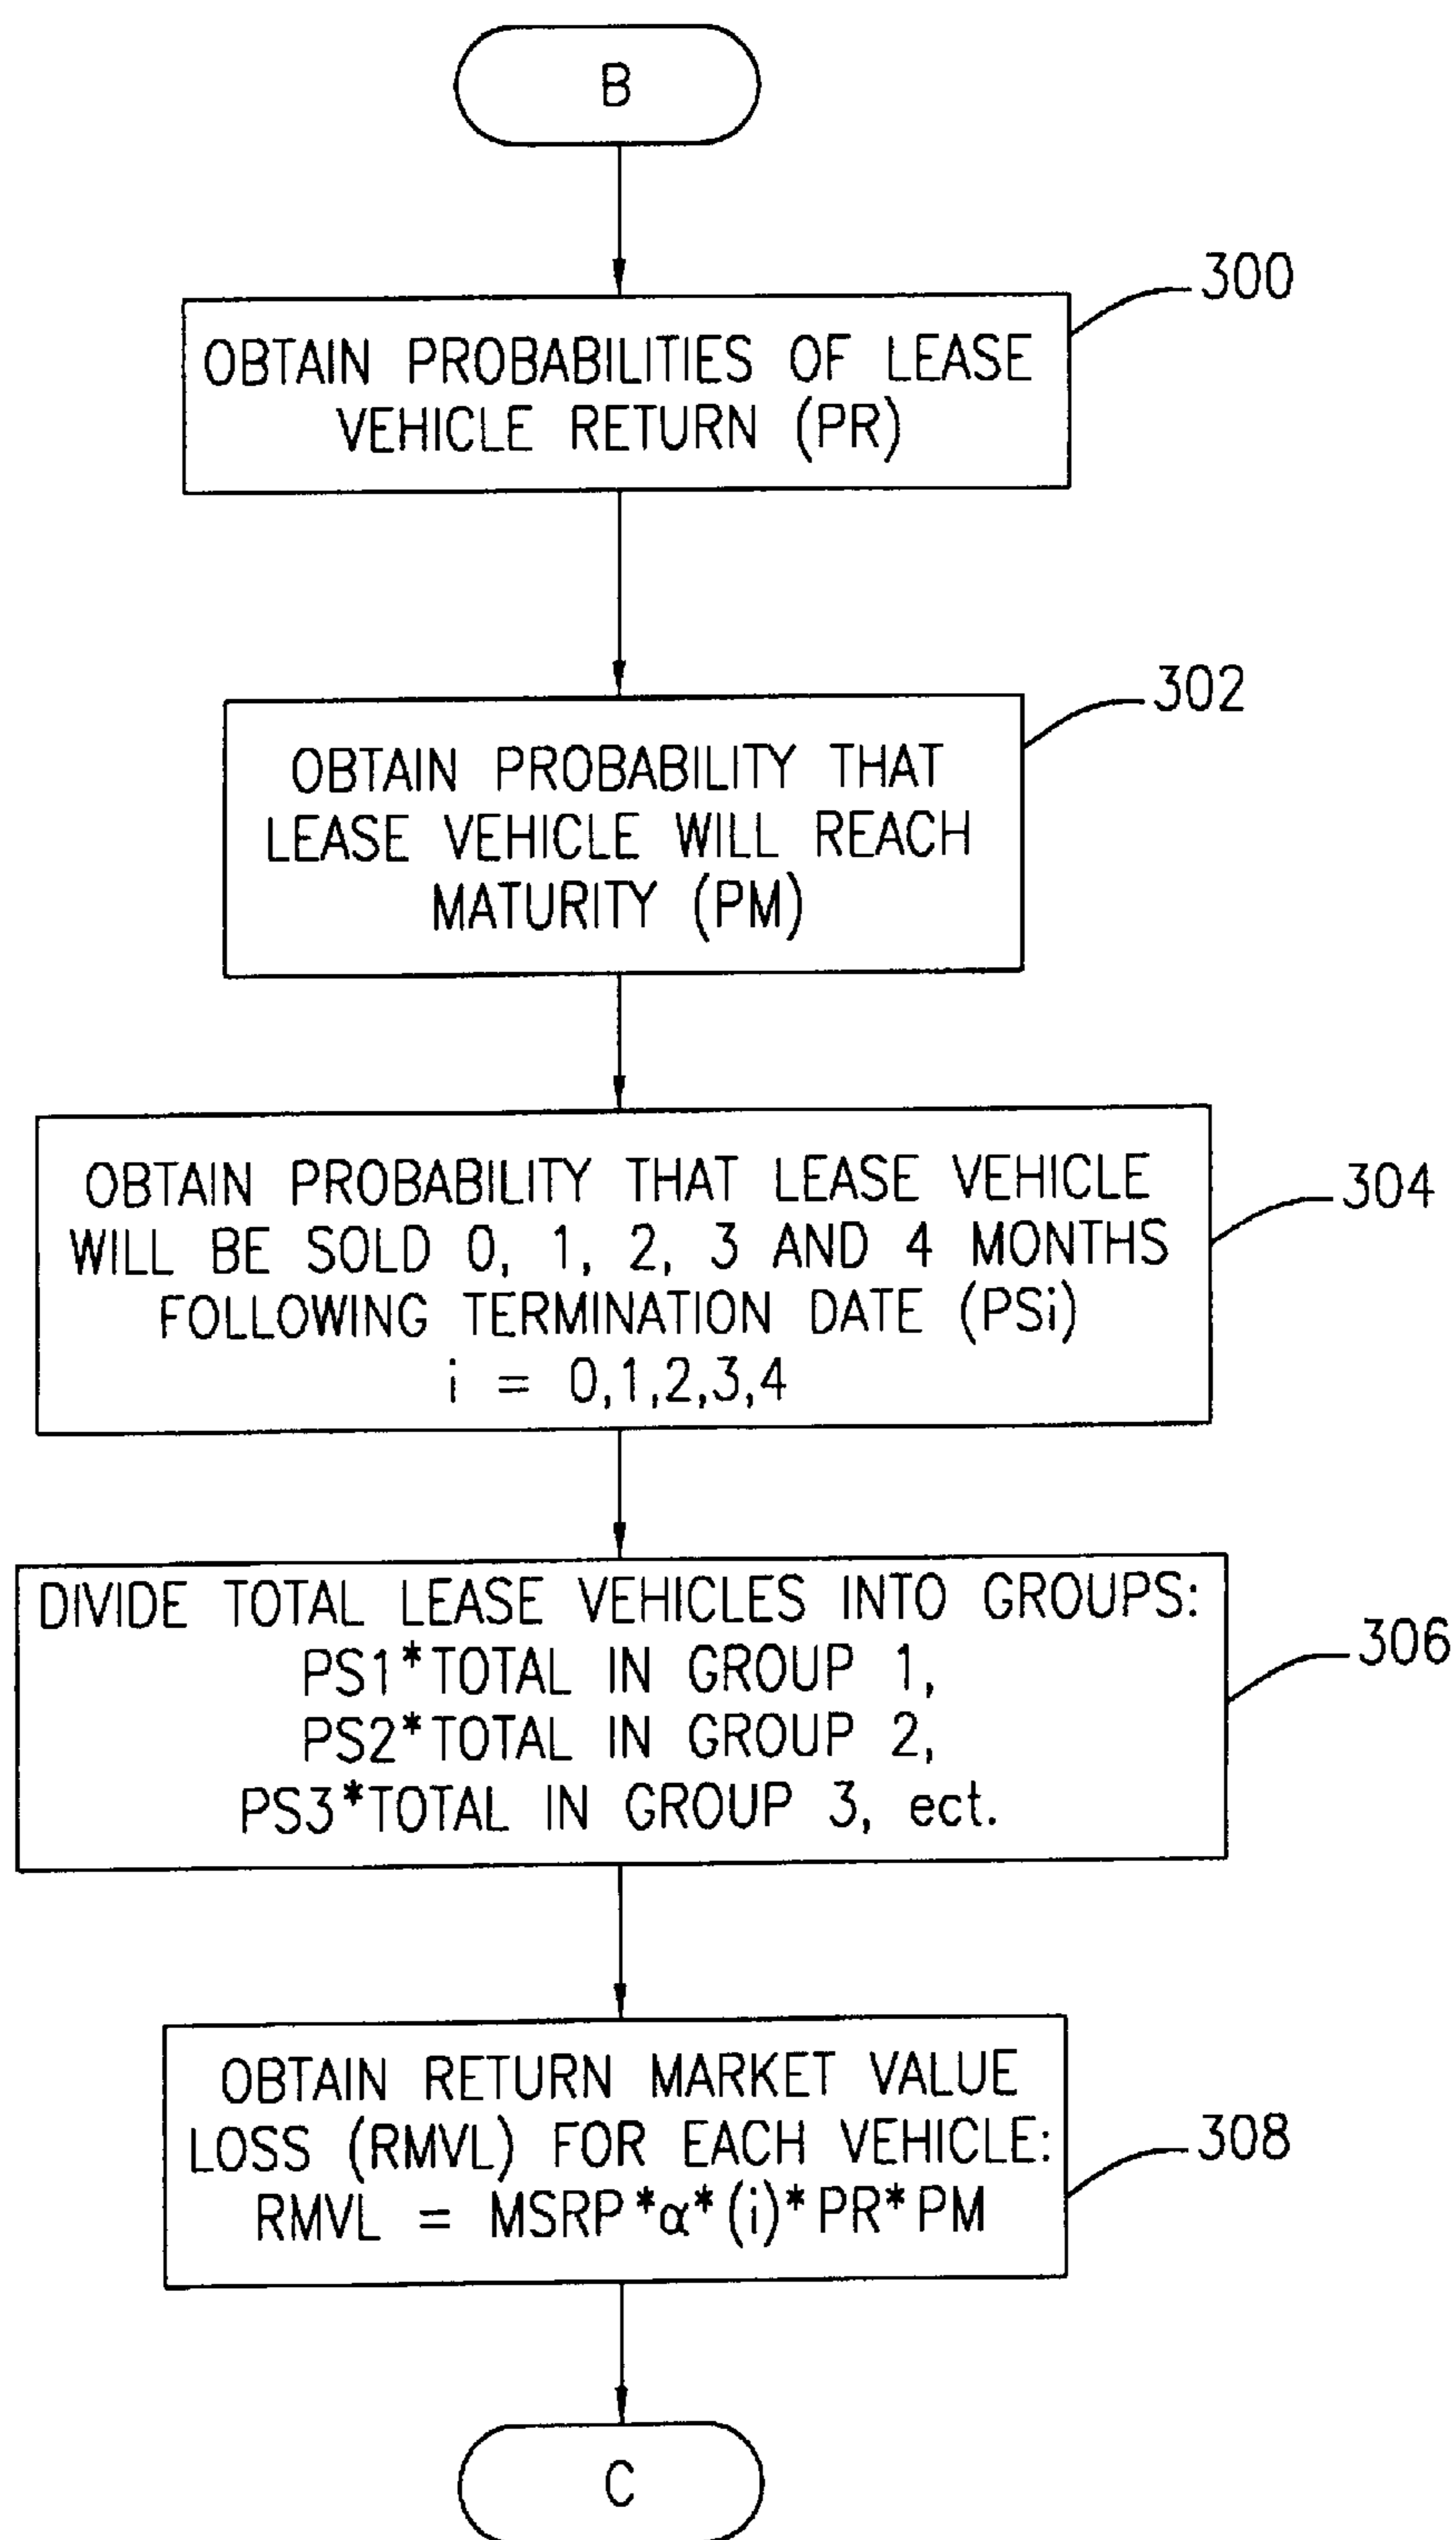 B
300
OBTAIN PROBABILITIES OF LEASE
VEHICLE RETURN (PR)
302
OBTAIN PROBABILITY THAT
LEASE VEHICLE WILL REACH
MATURITY (PM)
304
OBTAIN PROBABILITY THAT LEASE VEHICLE
WILL BE SOLD 0, 1, 2, 3 AND 4 MONTHS
FOLLOWING TERMINATION DATE (PSi)
i = 0,1,2,3,4
306
DIVIDE TOTAL LEASE VEHICLES INTO GROUPS:
PS1*TOTAL IN GROUP 1,
PS2*TOTAL IN GROUP 2,
PS3*TOTAL IN GROUP 3, ect.
308
OBTAIN RETURN MARKET VALUE
LOSS (RMVL) FOR EACH VEHICLE:
RMVL = MSRP*α*(i)*PR*PM
C